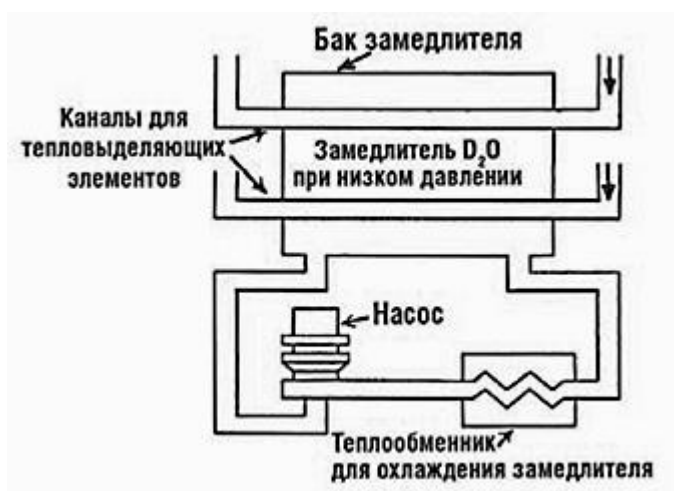 Бак замедлителя
Каналы для
тепловыделяющих
элементов
Замедлитель D₂O
при низком давлении
Насос
Теплообменник
для охлаждения замедлителя